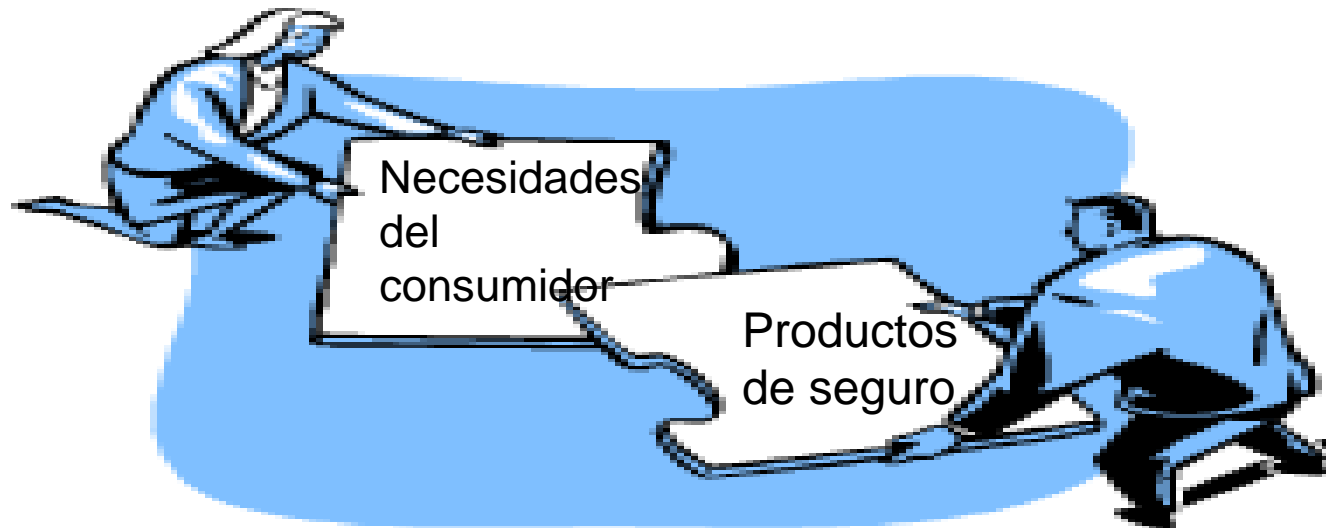 Necesidades
del
consumidor
Productos
de seguro